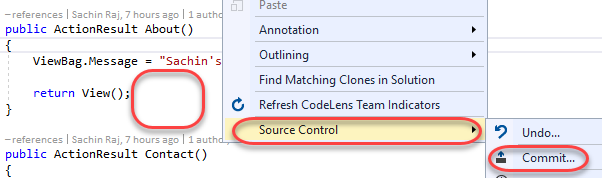 –references | Sachin Raj, 7 hours ago | 1 autho
public ActionResult About()
{
ViewBag.Message = "Sachin's
return View();
}
–references | Sachin Raj, 7 hours ago | 1 autho
public ActionResult Contact()
{
Paste
Annotation
Outlining
Find Matching Clones in Solution
Refresh CodeLens Team Indicators
Source Control
Undo...
Commit...